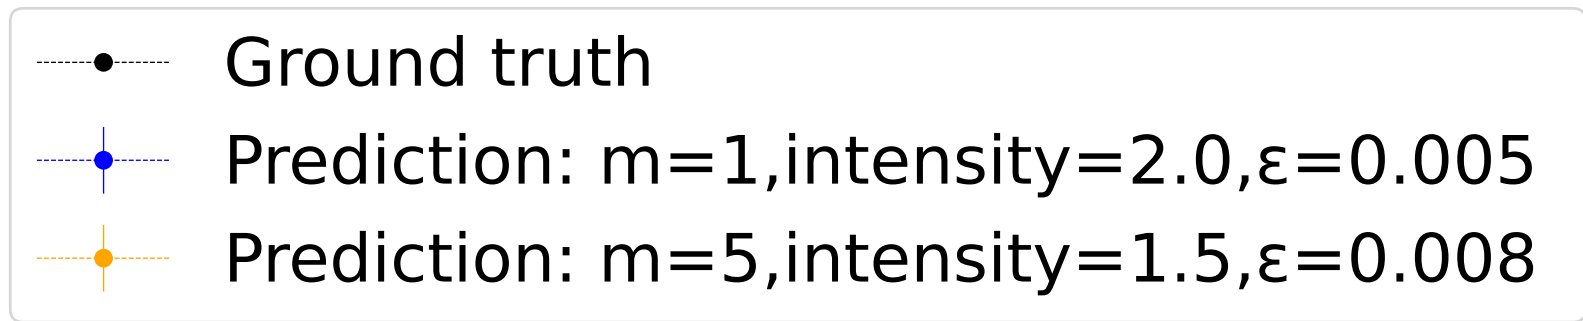 Ground truth
Prediction: m=1,intensity=2.0,ε=0.005
Prediction: m=5,intensity=1.5,ε=0.008